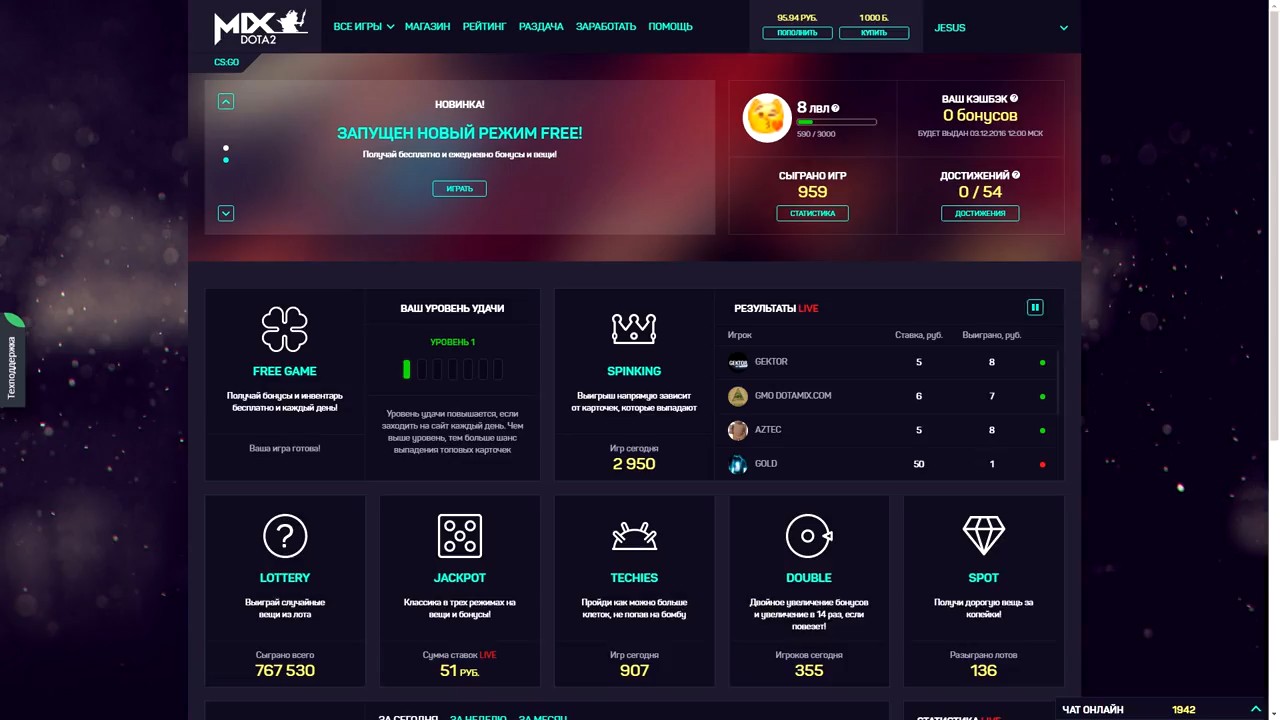 MIX
DOTA2
ВСЕ ИГРЫ
МАГАЗИН
РЕЙТИНГ
РАЗДАЧА
ЗАРАБОТАТЬ
ПОМОЩЬ
95.94 РУБ.
ПОПОЛНИТЬ
1 000 Б.
КУПИТЬ
JESUS
CS:GO
НОВИНКА!
ЗАПУЩЕН НОВЫЙ РЕЖИМ FREE!
Получай бесплатно и ежедневно бонусы и вещи!
ИГРАТЬ
8 ЛВЛ
590 / 3000
ВАШ КЭШБЭК
0 бонусов
БУДЕТ ВЫДАН 03.12.2016 12:00 МСК
СЫГРАНО ИГР
959
СТАТИСТИКА
ДОСТИЖЕНИЙ
0 / 54
ДОСТИЖЕНИЯ
Техподдержка
FREE GAME
Получай бонусы и инвентарь
бесплатно и каждый день!
Ваша игра готова!
ВАШ УРОВЕНЬ УДАЧИ
УРОВЕНЬ 1
Уровень удачи повышается, если
заходить на сайт каждый день. Чем
выше уровень, тем больше шанс
выпадения топовых карточек
SPINKING
Выигрыш напрямую зависит
от карточек, которые выпадают
Игр сегодня
2 950
РЕЗУЛЬТАТЫ LIVE
Игрок Ставка, руб. Выиграно, руб.
GEKTOR 5 8
GMO DOTAMIX.COM 6 7
AZTEC 5 8
GOLD 50 1
LOTTERY
Выиграй случайные
вещи из лота
Сыграно всего
767 530
JACKPOT
Классика в трех режимах на
вещи и бонусы!
Сумма ставок LIVE
51 РУБ.
TECHIES
Пройди как можно больше
клеток, не попав на бомбу
Игр сегодня
907
DOUBLE
Двойное увеличение бонусов
и увеличение в 14 раз, если
повезет!
Игроков сегодня
355
SPOT
Получи дорогую вещь за
копейки!
Разыграно лотов
136
ЗА СЕГОДНЯ ЗА НЕДЕЛЮ ЗА МЕСЯЦ
СТАТИСТИКА LIVE
ЧАТ ОНЛАЙН 1942